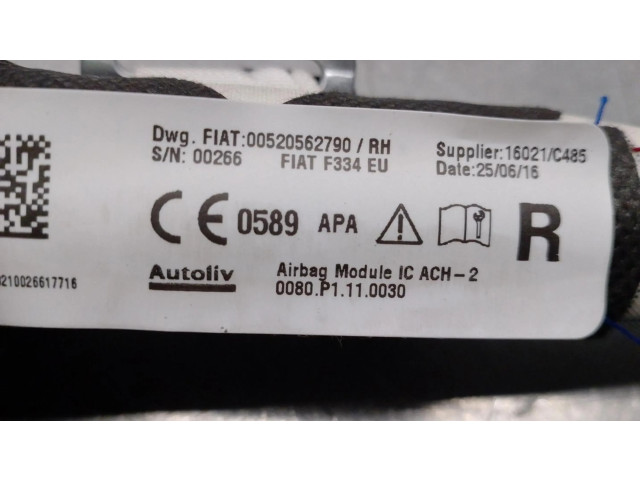 Dwg. FIAT:00520562790 / RH
S/N: 00266 FIAT F334 EU
Supplier:16021/C485
Date:25/06/16
CE 0589 APA R
Autoliv
Airbag Module IC ACH-2
0080.P1.11.0030
0210026617716